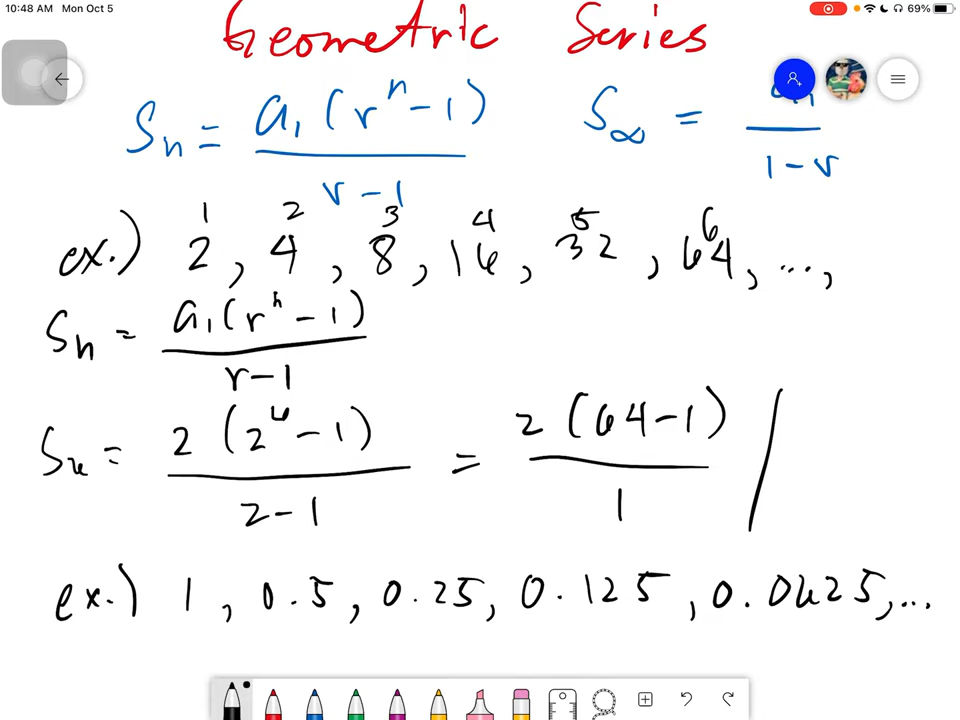 10:48 AM Mon Oct 5 69%
Geometric Series
Sn = a1(r^n - 1) / r - 1 S∞ = a1 / 1 - r
1 2 3 4 5 6
ex.) 2, 4, 8, 16, 32, 64, ...,
Sn = a1(r^n - 1) / r - 1
S6 = 2(2^6 - 1) / 2 - 1 = 2(64 - 1) / 1
ex.) 1, 0.5, 0.25, 0.125, 0.0625, ...